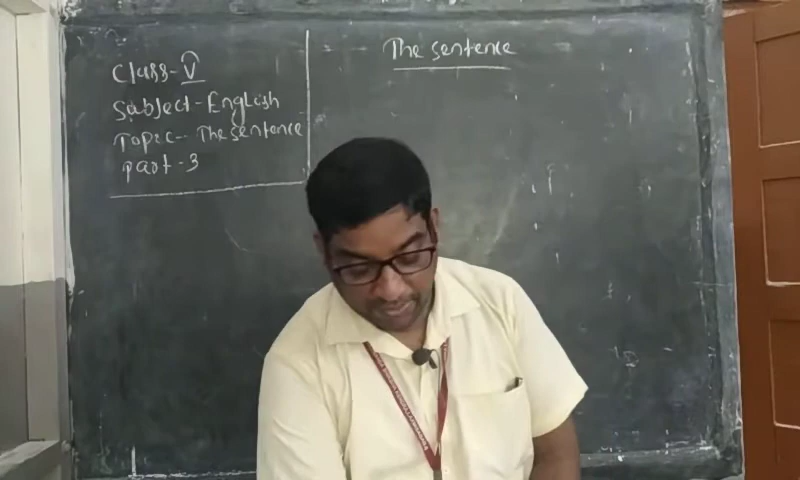 Class-V
Subject-English
Topic-- The sentence
Part-3
The sentence